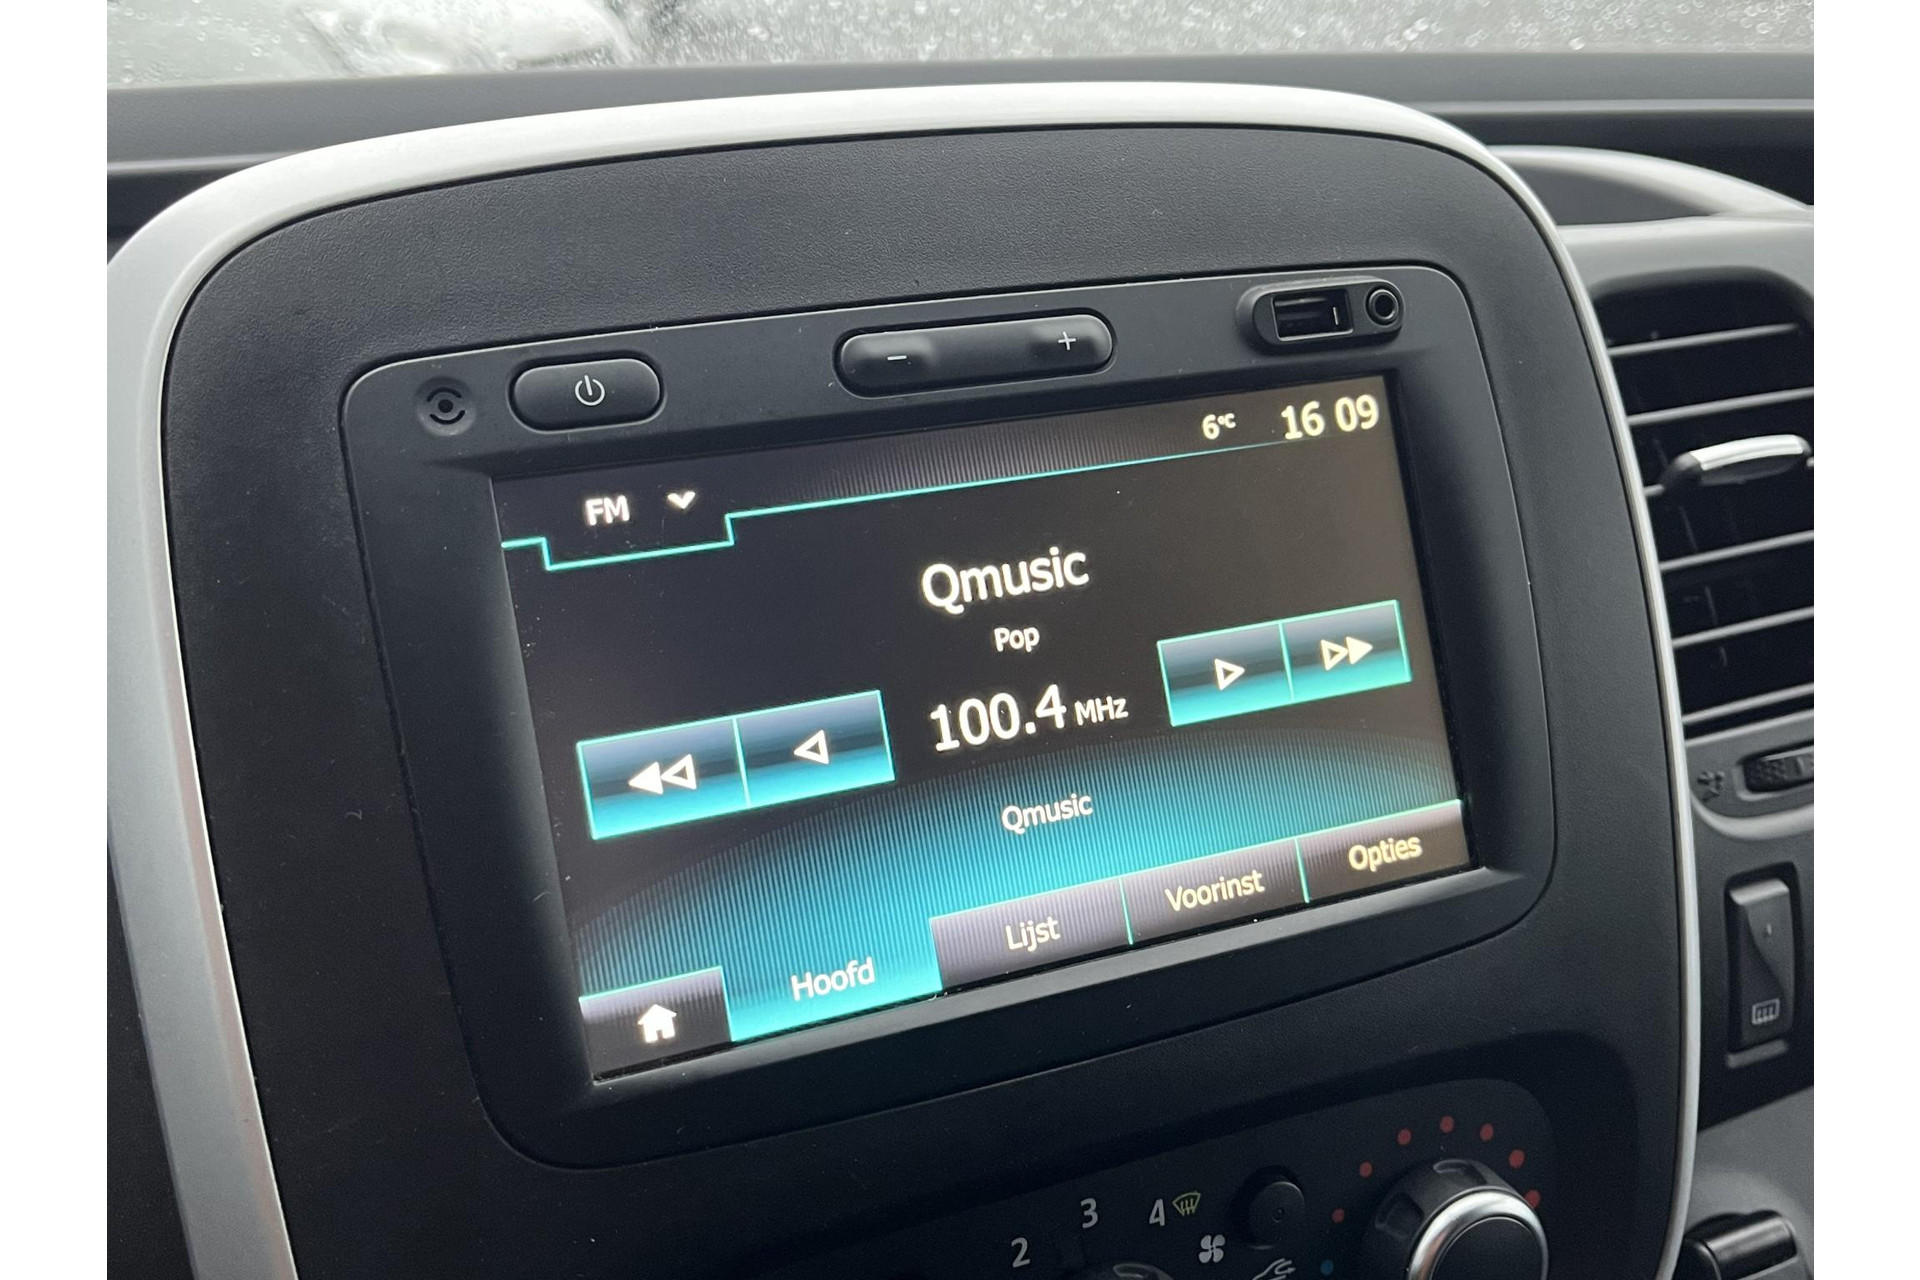 − +
6°C 16 09
FM
Qmusic
Pop
100.4 MHz
Qmusic
Hoofd Lijst Voorinst Opties
2 3 4